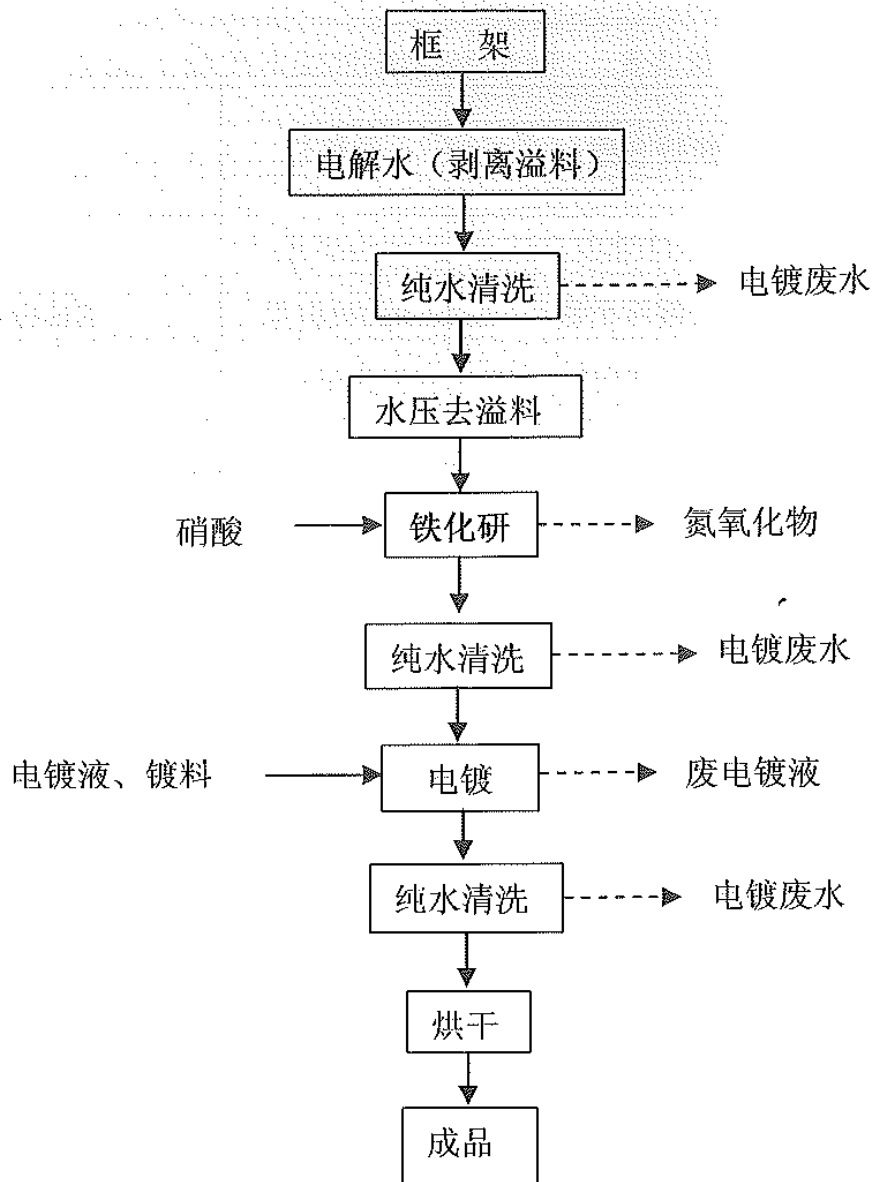 框 架
电解水（剥离溢料）
纯水清洗
电镀废水
水压去溢料
硝酸
铁化研
氮氧化物
纯水清洗
电镀废水
电镀液、镀料
电镀
废电镀液
纯水清洗
电镀废水
烘干
成品